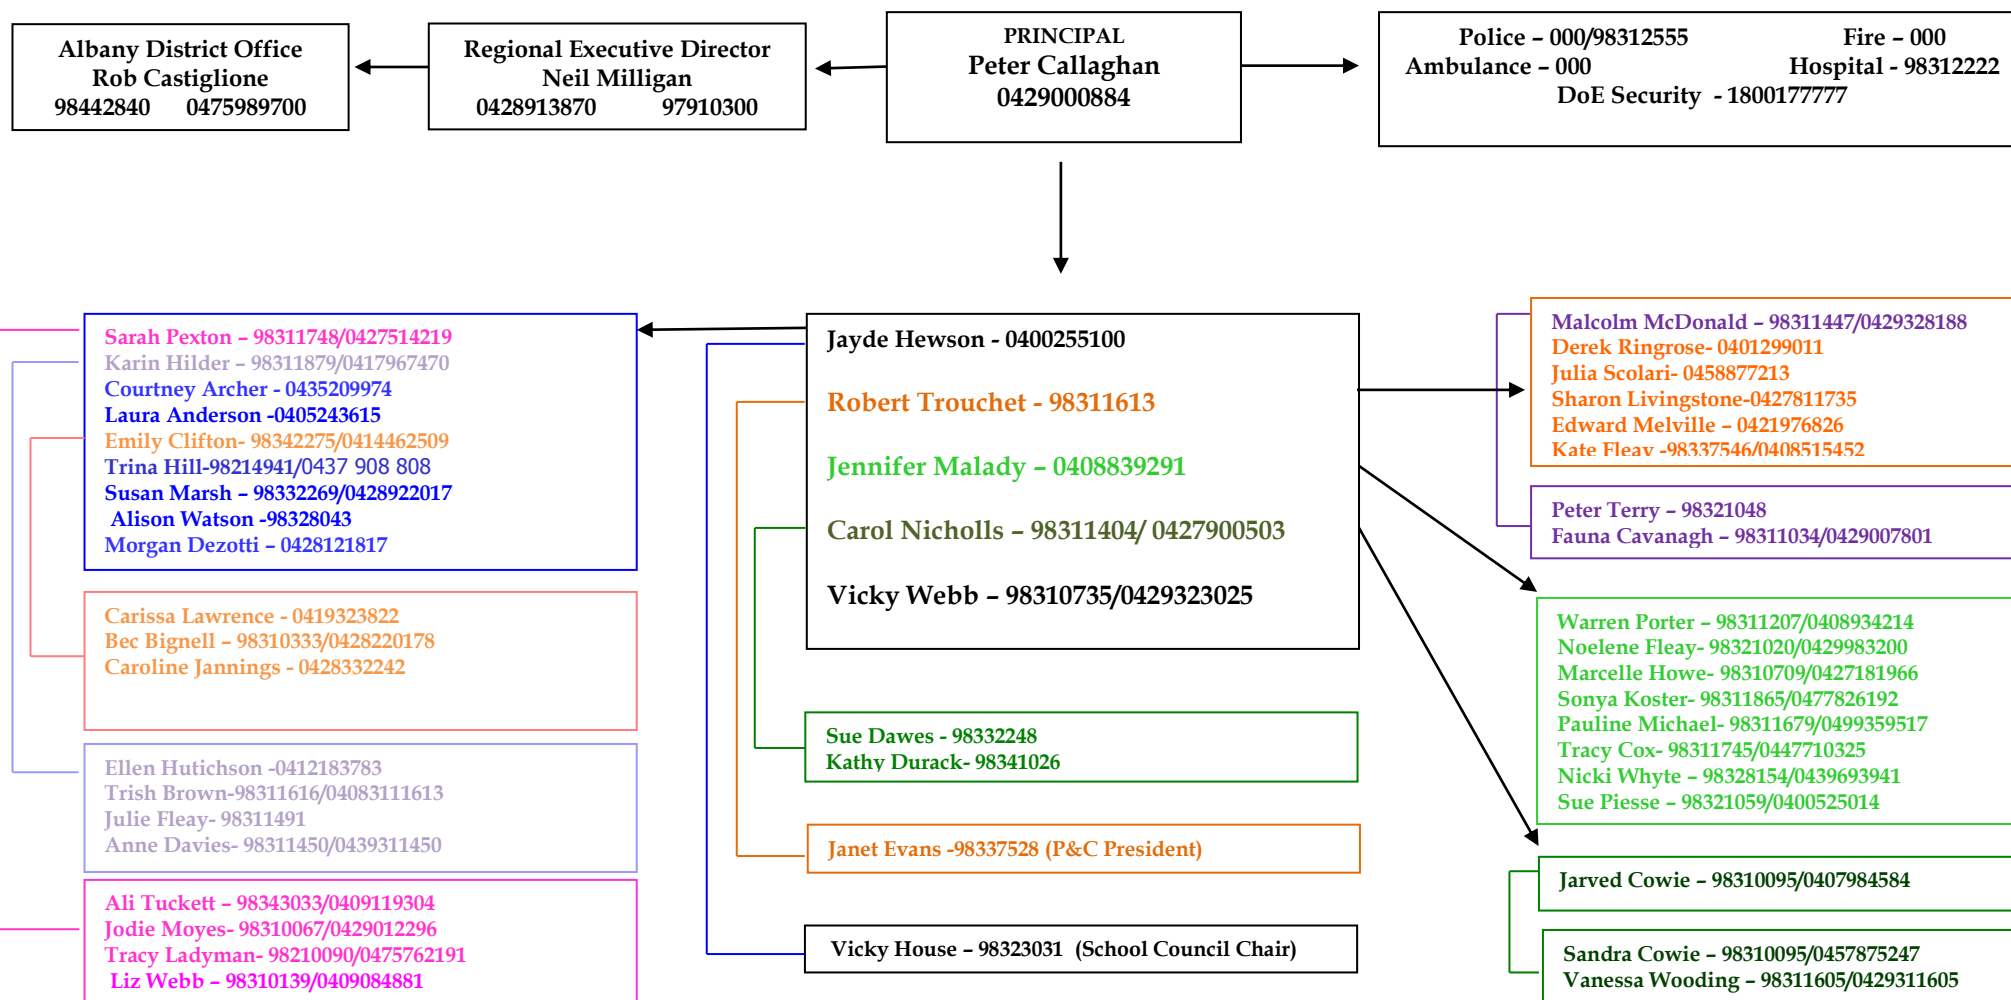 Albany District Office
Rob Castiglione
98442840 0475989700
Regional Executive Director
Neil Milligan
0428913870 97910300
PRINCIPAL
Peter Callaghan
0429000884
Police – 000/98312555 Fire – 000
Ambulance – 000 Hospital - 98312222
DoE Security - 1800177777
Sarah Pexton – 98311748/0427514219
Karin Hilder – 98311879/0417967470
Courtney Archer - 0435209974
Laura Anderson -0405243615
Emily Clifton- 98342275/0414462509
Trina Hill-98214941/0437 908 808
Susan Marsh – 98332269/0428922017
Alison Watson -98328043
Morgan Dezotti – 0428121817
Carissa Lawrence - 0419323822
Bec Bignell – 98310333/0428220178
Caroline Jannings - 0428332242
Ellen Hutichson -0412183783
Trish Brown-98311616/04083111613
Julie Fleay- 98311491
Anne Davies- 98311450/0439311450
Ali Tuckett – 98343033/0409119304
Jodie Moyes- 98310067/0429012296
Tracy Ladyman- 98210090/0475762191
Liz Webb – 98310139/0409084881
Jayde Hewson - 0400255100
Robert Trouchet - 98311613
Jennifer Malady – 0408839291
Carol Nicholls – 98311404/ 0427900503
Vicky Webb – 98310735/0429323025
Sue Dawes - 98332248
Kathy Durack- 98341026
Janet Evans -98337528 (P&C President)
Vicky House – 98323031 (School Council Chair)
Malcolm McDonald – 98311447/0429328188
Derek Ringrose- 0401299011
Julia Scolari- 0458877213
Sharon Livingstone-0427811735
Edward Melville – 0421976826
Kate Fleay -98337546/0408515452
Peter Terry – 98321048
Fauna Cavanagh – 98311034/0429007801
Warren Porter – 98311207/0408934214
Noelene Fleay- 98321020/0429983200
Marcelle Howe- 98310709/0427181966
Sonya Koster- 98311865/0477826192
Pauline Michael- 98311679/0499359517
Tracy Cox- 98311745/0447710325
Nicki Whyte – 98328154/0439693941
Sue Piesse – 98321059/0400525014
Jarved Cowie – 98310095/0407984584
Sandra Cowie – 98310095/0457875247
Vanessa Wooding – 98311605/0429311605